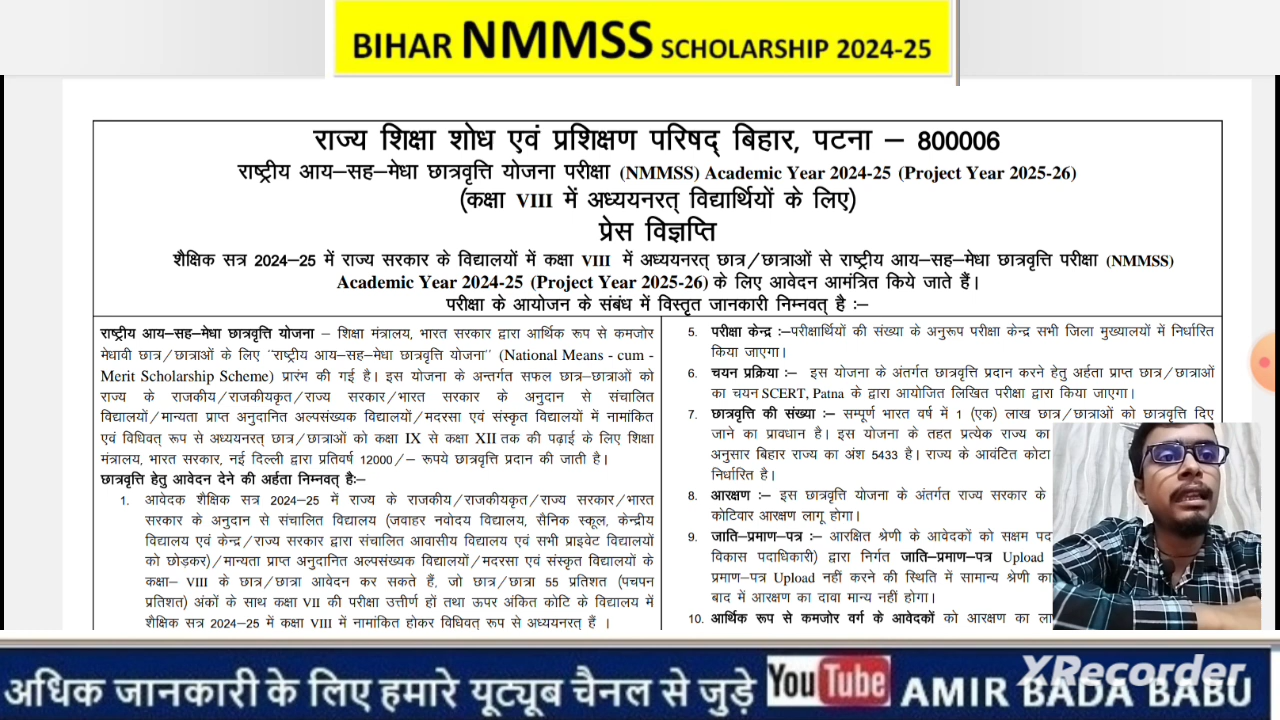 BIHAR NMMSS SCHOLARSHIP 2024-25
राज्य शिक्षा शोध एवं प्रशिक्षण परिषद् बिहार, पटना – 800006
राष्ट्रीय आय–सह–मेधा छात्रवृत्ति योजना परीक्षा (NMMSS) Academic Year 2024-25 (Project Year 2025-26)
(कक्षा VIII में अध्ययनरत् विद्यार्थियों के लिए)
प्रेस विज्ञप्ति
शैक्षिक सत्र 2024–25 में राज्य सरकार के विद्यालयों में कक्षा VIII में अध्ययनरत् छात्र/छात्राओं से राष्ट्रीय आय–सह–मेधा छात्रवृत्ति परीक्षा (NMMSS)
Academic Year 2024-25 (Project Year 2025-26) के लिए आवेदन आमंत्रित किये जाते हैं।
परीक्षा के आयोजन के संबंध में विस्तृत जानकारी निम्नवत् है :–
राष्ट्रीय आय–सह–मेधा छात्रवृत्ति योजना – शिक्षा मंत्रालय, भारत सरकार द्वारा आर्थिक रूप से कमजोर
मेधावी छात्र/छात्राओं के लिए "राष्ट्रीय आय–सह–मेधा छात्रवृत्ति योजना" (National Means - cum -
Merit Scholarship Scheme) प्रारंभ की गई है। इस योजना के अन्तर्गत सफल छात्र–छात्राओं को
राज्य के राजकीय/राजकीयकृत/राज्य सरकार/भारत सरकार के अनुदान से संचालित
विद्यालयों/मान्यता प्राप्त अनुदानित अल्पसंख्यक विद्यालयों/मदरसा एवं संस्कृत विद्यालयों में नामांकित
एवं विधिवत् रूप से अध्ययनरत् छात्र/छात्राओं को कक्षा IX से कक्षा XII तक की पढ़ाई के लिए शिक्षा
मंत्रालय, भारत सरकार, नई दिल्ली द्वारा प्रतिवर्ष 12000/– रूपये छात्रवृत्ति प्रदान की जाती है।
छात्रवृत्ति हेतु आवेदन देने की अर्हता निम्नवत् है:–
1. आवेदक शैक्षिक सत्र 2024–25 में राज्य के राजकीय/राजकीयकृत/राज्य सरकार/भारत
सरकार के अनुदान से संचालित विद्यालय (जवाहर नवोदय विद्यालय, सैनिक स्कूल, केन्द्रीय
विद्यालय एवं केन्द्र/राज्य सरकार द्वारा संचालित आवासीय विद्यालय एवं सभी प्राइवेट विद्यालयों
को छोड़कर)/मान्यता प्राप्त अनुदानित अल्पसंख्यक विद्यालयों/मदरसा एवं संस्कृत विद्यालयों के
कक्षा– VIII के छात्र/छात्रा आवेदन कर सकते हैं, जो छात्र/छात्रा 55 प्रतिशत (पचपन
प्रतिशत) अंकों के साथ कक्षा VII की परीक्षा उत्तीर्ण हों तथा ऊपर अंकित कोटि के विद्यालय में
शैक्षिक सत्र 2024–25 में कक्षा VIII में नामांकित होकर विधिवत् रूप से अध्ययनरत् हैं ।
5. परीक्षा केन्द्र :–परीक्षार्थियों की संख्या के अनुरूप परीक्षा केन्द्र सभी जिला मुख्यालयों में निर्धारित
किया जाएगा।
6. चयन प्रक्रिया :– इस योजना के अंतर्गत छात्रवृत्ति प्रदान करने हेतु अर्हता प्राप्त छात्र/छात्राओं
का चयन SCERT, Patna के द्वारा आयोजित लिखित परीक्षा द्वारा किया जाएगा।
7. छात्रवृत्ति की संख्या :– सम्पूर्ण भारत वर्ष में 1 (एक) लाख छात्र/छात्राओं को छात्रवृत्ति दिए
जाने का प्रावधान है। इस योजना के तहत प्रत्येक राज्य का
अनुसार बिहार राज्य का अंश 5433 है। राज्य के आवंटित कोटा
निर्धारित है।
8. आरक्षण :– इस छात्रवृत्ति योजना के अंतर्गत राज्य सरकार के
कोटिवार आरक्षण लागू होगा।
9. जाति–प्रमाण–पत्र :– आरक्षित श्रेणी के आवेदकों को सक्षम पद
विकास पदाधिकारी) द्वारा निर्गत जाति–प्रमाण–पत्र Upload
प्रमाण–पत्र Upload नहीं करने की स्थिति में सामान्य श्रेणी का
बाद में आरक्षण का दावा मान्य नहीं होगा।
10. आर्थिक रूप से कमजोर वर्ग के आवेदकों को आरक्षण का
अधिक जानकारी के लिए हमारे यूट्यूब चैनल से जुड़े YouTube AMIR BADA BABU
XRecorder